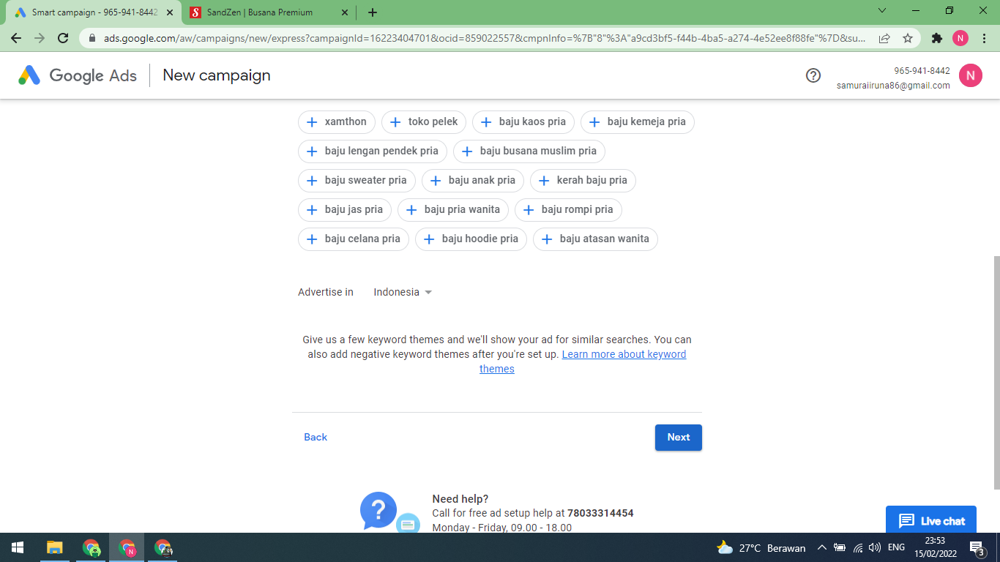 Smart campaign - 965-941-8442
SandZen | Busana Premium
ads.google.com/aw/campaigns/new/express?campaignId=16223404701&ocid=859022557&cmpnInfo=%7B"8"%3A"a9cd3bf5-f44b-4ba5-a274-4e52ee8f88fe"%7D&su...
N
Google Ads
New campaign
965-941-8442
samuraiiruna86@gmail.com
N
xamthon
toko pelek
baju kaos pria
baju kemeja pria
baju lengan pendek pria
baju busana muslim pria
baju sweater pria
baju anak pria
kerah baju pria
baju jas pria
baju pria wanita
baju rompi pria
baju celana pria
baju hoodie pria
baju atasan wanita
Advertise in
Indonesia
Give us a few keyword themes and we'll show your ad for similar searches. You can
also add negative keyword themes after you're set up. Learn more about keyword
themes
Back
Next
Need help?
Call for free ad setup help at 78033314454
Monday - Friday, 09.00 - 18.00
Live chat
27°C Berawan
ENG
23:53
15/02/2022
3